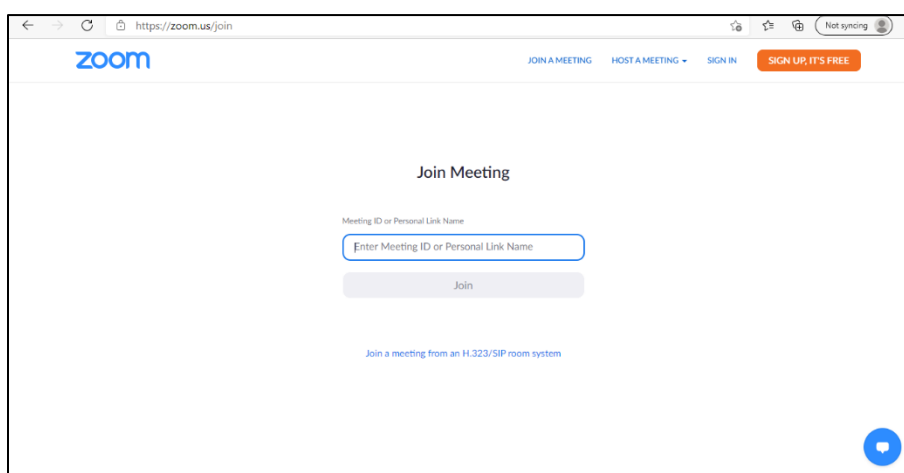 https://zoom.us/join
Not syncing
zoom
JOIN A MEETING HOST A MEETING SIGN IN SIGN UP, IT'S FREE
Join Meeting
Meeting ID or Personal Link Name
Enter Meeting ID or Personal Link Name
Join
Join a meeting from an H.323/SIP room system